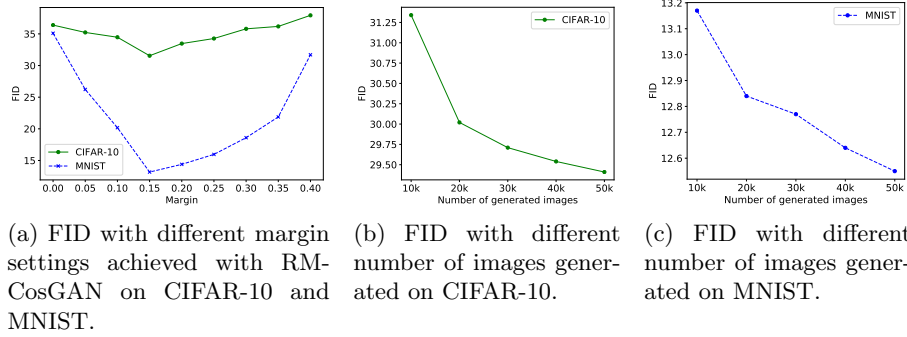 35
30
25
20
15
FID
CIFAR-10
MNIST
0.00 0.05 0.10 0.15 0.20 0.25 0.30 0.35 0.40
Margin
31.25
31.00
30.75
30.50
30.25
30.00
29.75
29.50
FID
CIFAR-10
10k 20k 30k 40k 50k
Number of generated images
13.2
13.1
13.0
12.9
12.8
12.7
12.6
FID
MNIST
10k 20k 30k 40k 50k
Number of generated images
(a) FID with different margin
settings achieved with RM-
CosGAN on CIFAR-10 and
MNIST.
(b) FID with different
number of images gener-
ated on CIFAR-10.
(c) FID with different
number of images gener-
ated on MNIST.